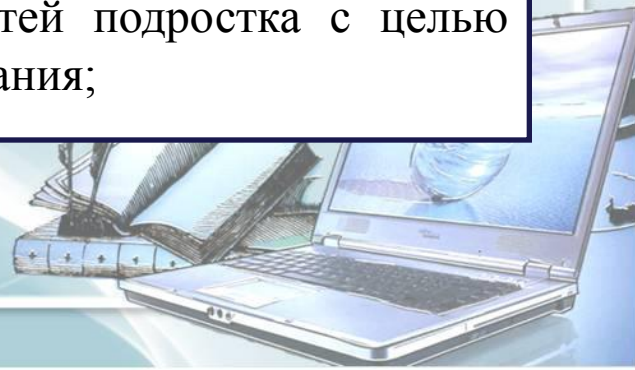 тей подростка с целью
ания;